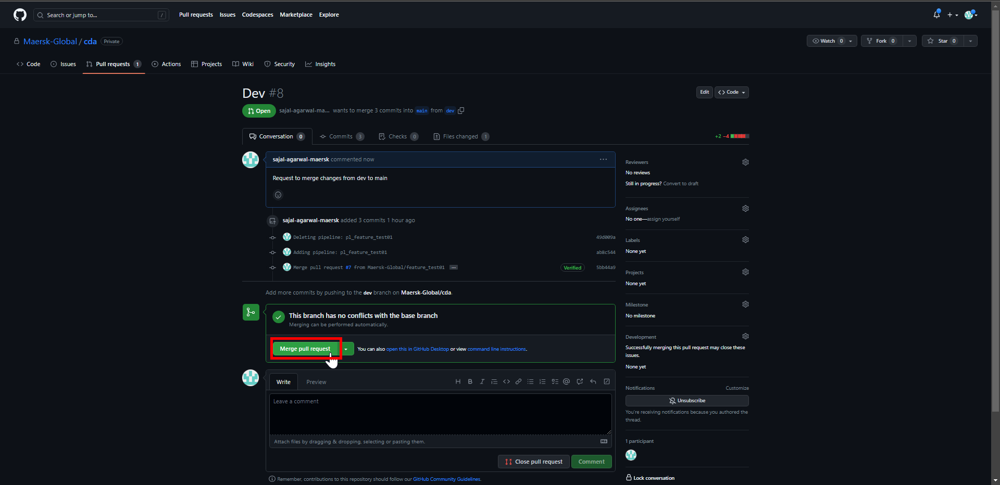 Search or jump to... /
Pull requests Issues Codespaces Marketplace Explore
Maersk-Global / cda Private
Watch 0 Fork 0 Star 0
Code Issues Pull requests 1 Actions Projects Wiki Security Insights
Dev #8
Edit Code
Open sajal-agarwal-ma... wants to merge 3 commits into main from dev
Conversation 0 Commits 3 Checks 0 Files changed 1
+2 −4
sajal-agarwal-maersk commented now
Request to merge changes from dev to main
sajal-agarwal-maersk added 3 commits 1 hour ago
Deleting pipeline: pl_feature_test01 49d009a
Adding pipeline: pl_feature_test01 ab8c544
Merge pull request #7 from Maersk-Global/feature_test01 ... Verified 5bb44a9
Add more commits by pushing to the dev branch on Maersk-Global/cda.
This branch has no conflicts with the base branch
Merging can be performed automatically.
Merge pull request You can also open this in GitHub Desktop or view command line instructions.
Write Preview
H B I
Leave a comment
Attach files by dragging & dropping, selecting or pasting them.
Close pull request Comment
Remember, contributions to this repository should follow our GitHub Community Guidelines.
Reviewers
No reviews
Still in progress? Convert to draft
Assignees
No one—assign yourself
Labels
None yet
Projects
None yet
Milestone
No milestone
Development
Successfully merging this pull request may close these
issues.
None yet
Notifications Customize
Unsubscribe
You're receiving notifications because you authored the
thread.
1 participant
Lock conversation